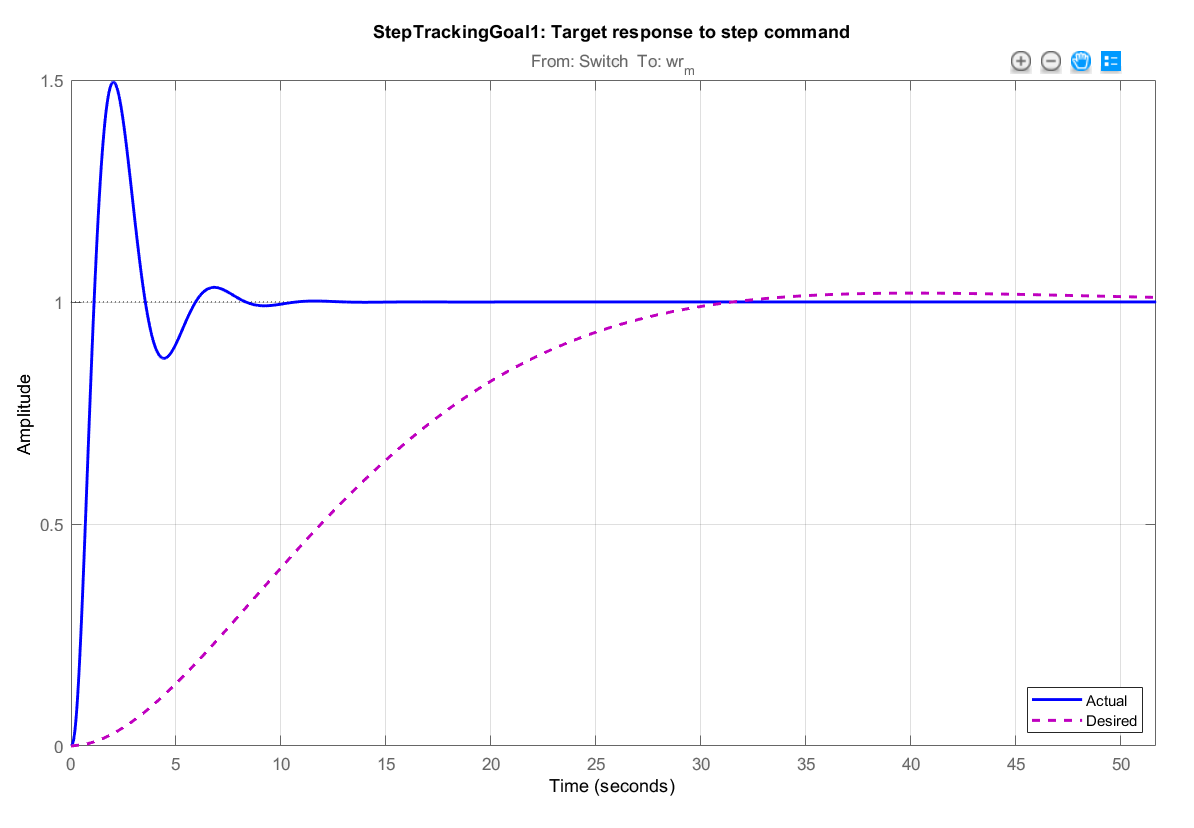 StepTrackingGoal1: Target response to step command
From: Switch To: wrm
1.5
1
0.5
0
Amplitude
0 5 10 15 20 25 30 35 40 45 50
Time (seconds)
Actual
Desired